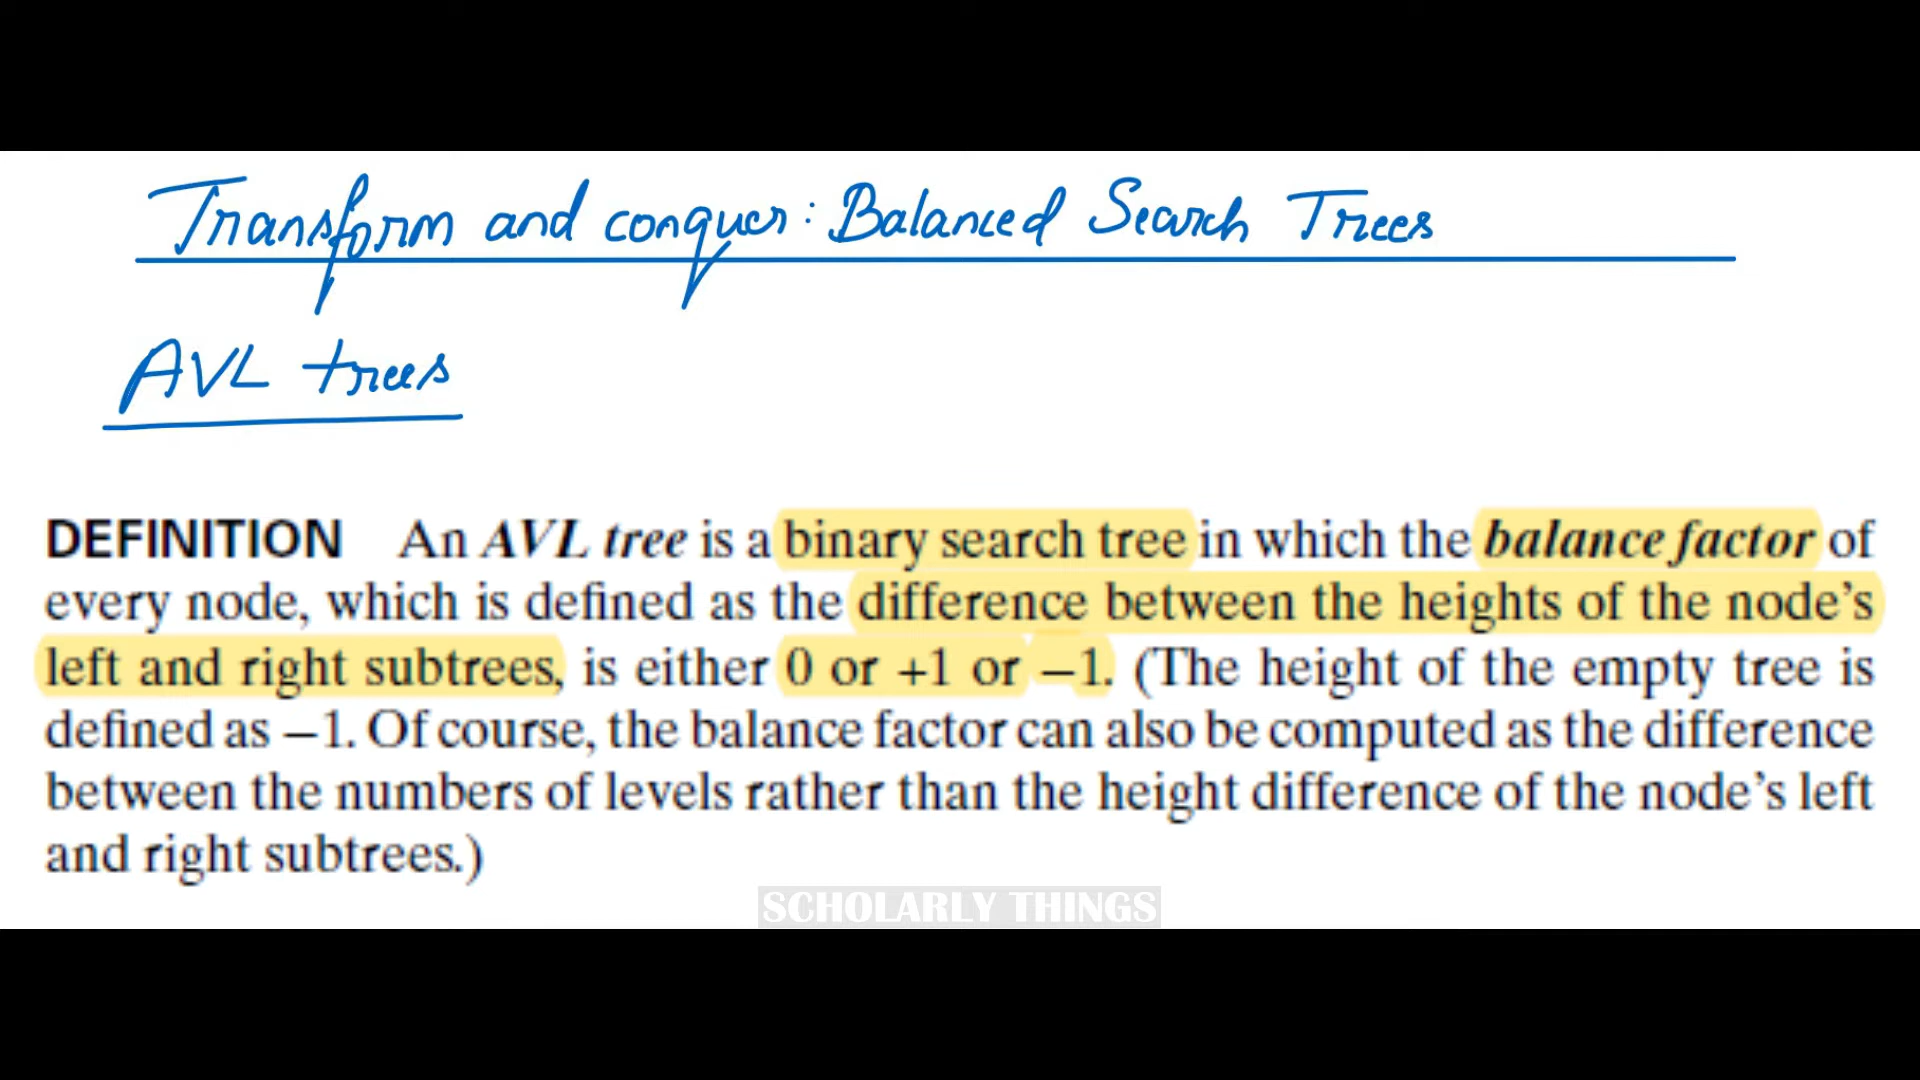 Transform and conquer: Balanced Search Trees
AVL trees
DEFINITION An AVL tree is a binary search tree in which the balance factor of
every node, which is defined as the difference between the heights of the node’s
left and right subtrees, is either 0 or +1 or −1. (The height of the empty tree is
defined as −1. Of course, the balance factor can also be computed as the difference
between the numbers of levels rather than the height difference of the node’s left
and right subtrees.)
SCHOLARLY THINGS